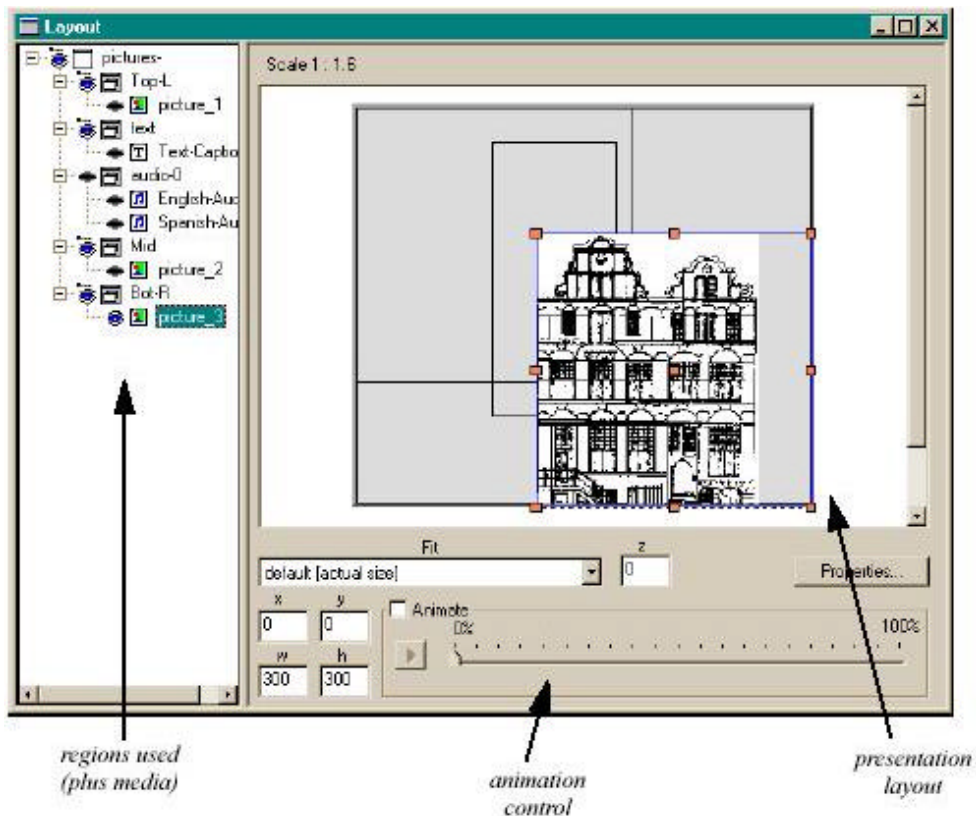 Layout
pictures-
Top-L
picture_1
text
Text-Captio
audio-0
English-Auc
Spanish-Au
Mid
picture_2
Bot-R
picture_3
Scale 1 : 1.6
Fit
z
default [actual size]
0
Properties...
x
y
0
0
w
h
300
300
Animate
0%
100%
regions used
(plus media)
animation
control
presentation
layout